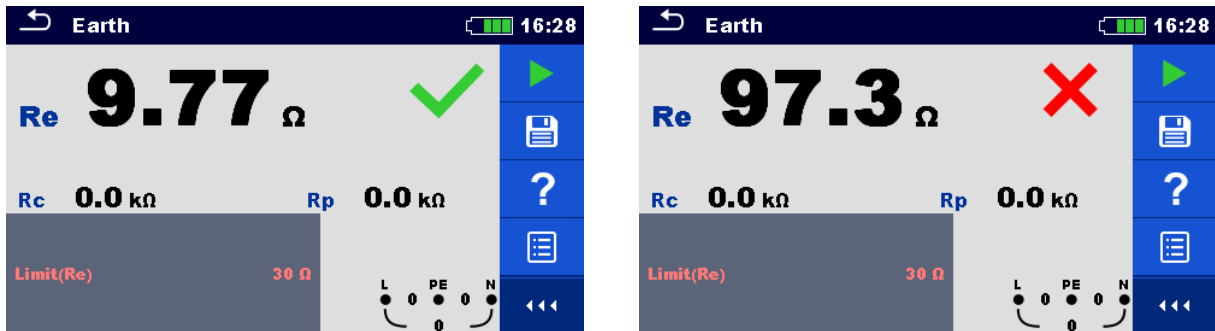 Earth 16:28
Re 9.77 Ω
Rc 0.0 kΩ Rp 0.0 kΩ
?
Limit(Re) 30 Ω
L PE N
0 0
0
Earth 16:28
Re 97.3 Ω
Rc 0.0 kΩ Rp 0.0 kΩ
?
Limit(Re) 30 Ω
L PE N
0 0
0